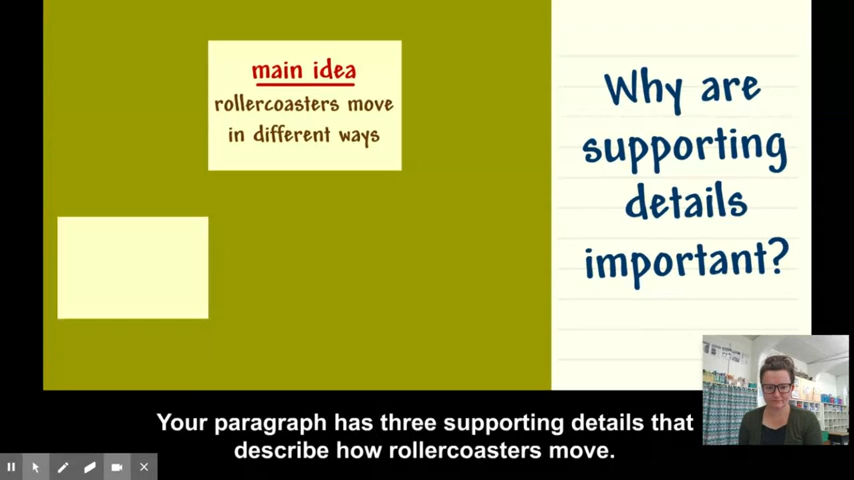 main idea
rollercoasters move
in different ways
Why are
supporting
details
important?
Your paragraph has three supporting details that
describe how rollercoasters move.